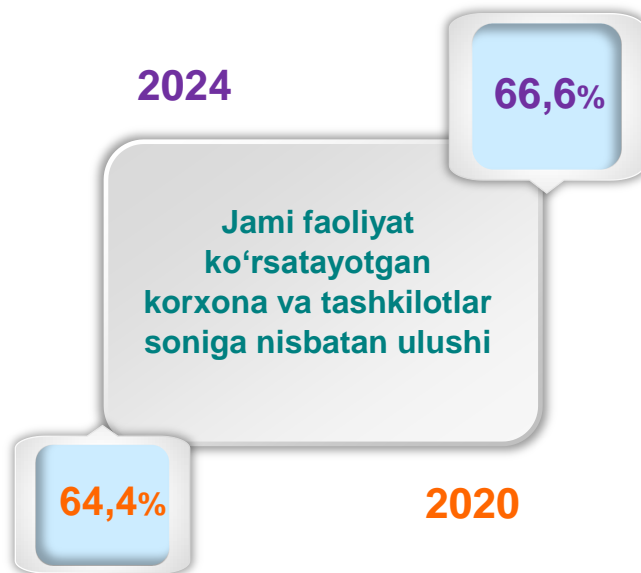 2024
66,6%
Jami faoliyat
ko‘rsatayotgan
korxona va tashkilotlar
soniga nisbatan ulushi
64,4%
2020